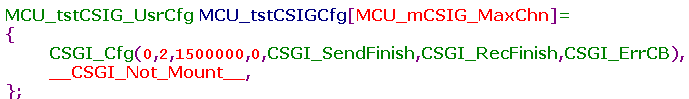 MCU_tstCSIG_UsrCfg MCU_tstCSIGCfg[MCU_mCSIG_MaxChn]=
{
CSGI_Cfg(0,2,1500000,0,CSGI_SendFinish,CSGI_RecFinish,CSGI_ErrCB),
__CSGI_Not_Mount__,
};